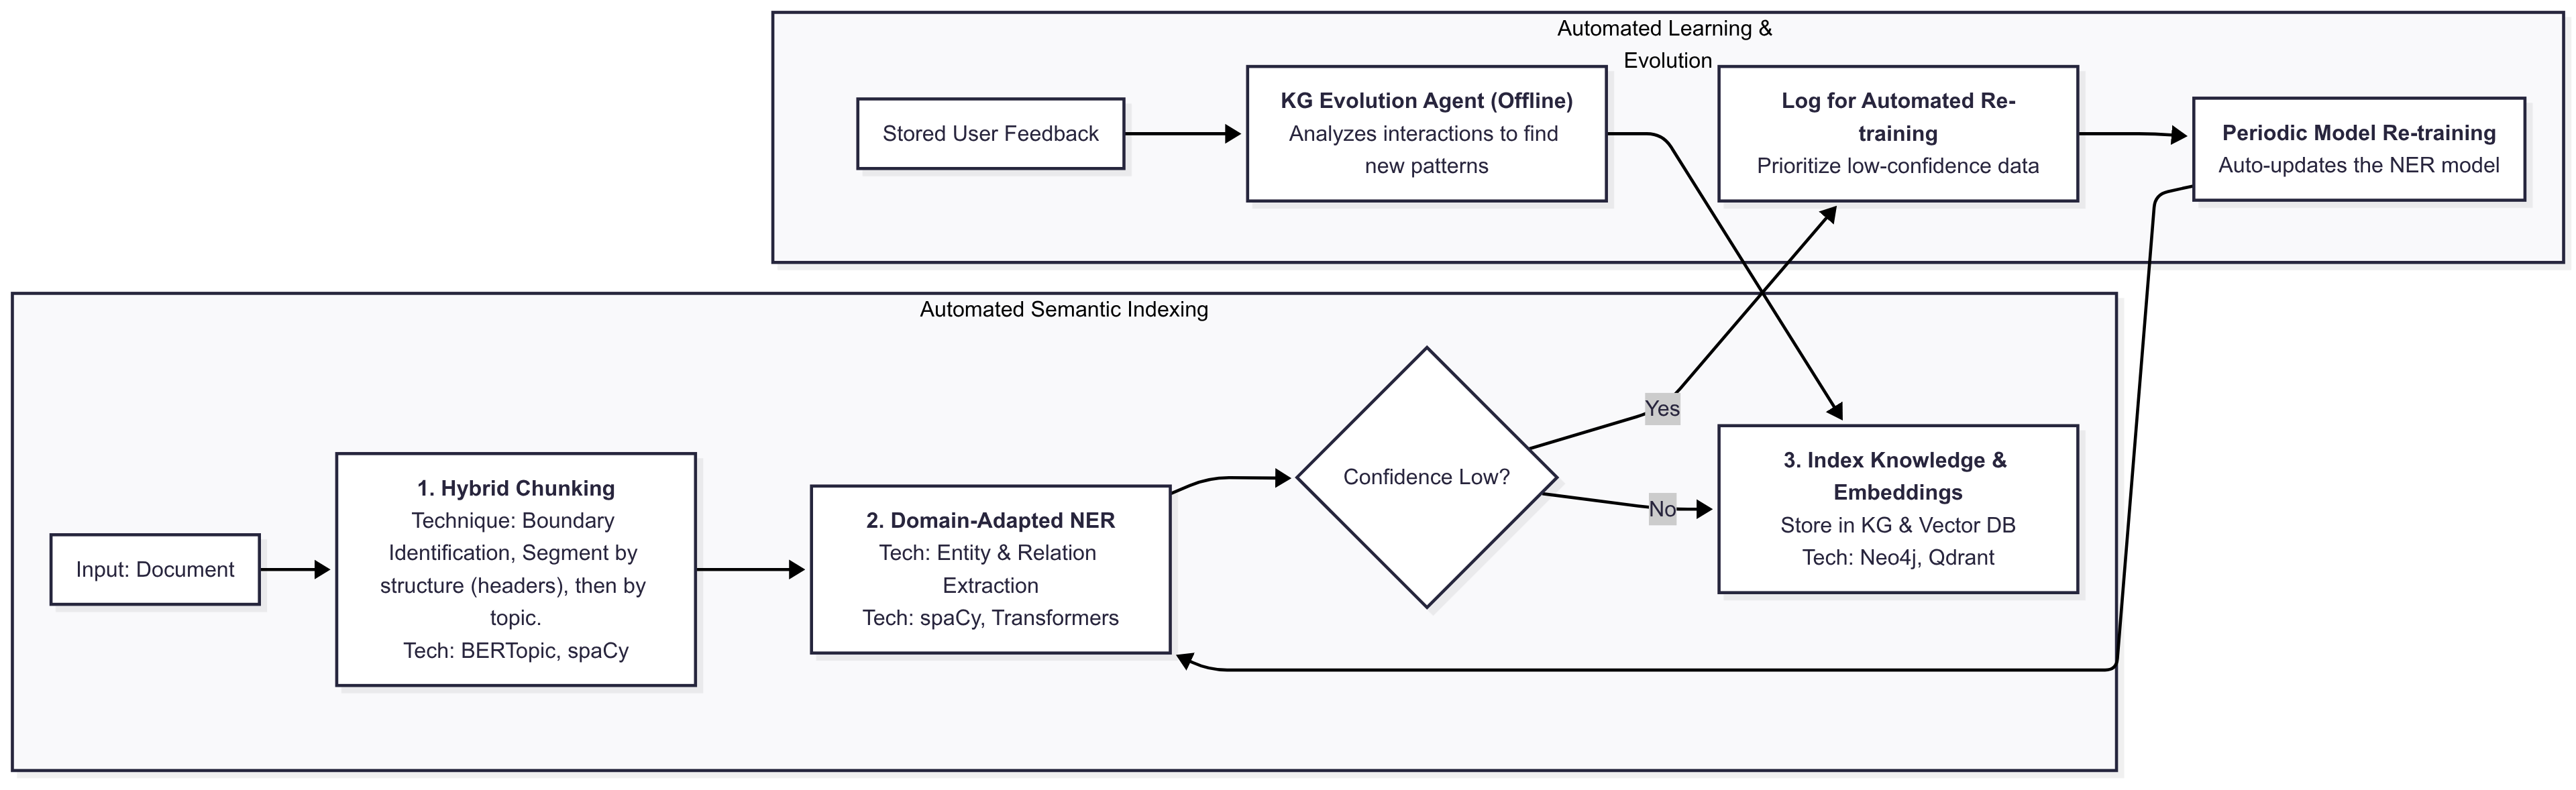 Automated Learning &
Evolution
Stored User Feedback
KG Evolution Agent (Offline)
Analyzes interactions to find
new patterns
Log for Automated Re-
training
Prioritize low-confidence data
Periodic Model Re-training
Auto-updates the NER model
Automated Semantic Indexing
Input: Document
1. Hybrid Chunking
Technique: Boundary
Identification, Segment by
structure (headers), then by
topic.
Tech: BERTopic, spaCy
2. Domain-Adapted NER
Tech: Entity & Relation
Extraction
Tech: spaCy, Transformers
Confidence Low?
Yes
No
3. Index Knowledge &
Embeddings
Store in KG & Vector DB
Tech: Neo4j, Qdrant